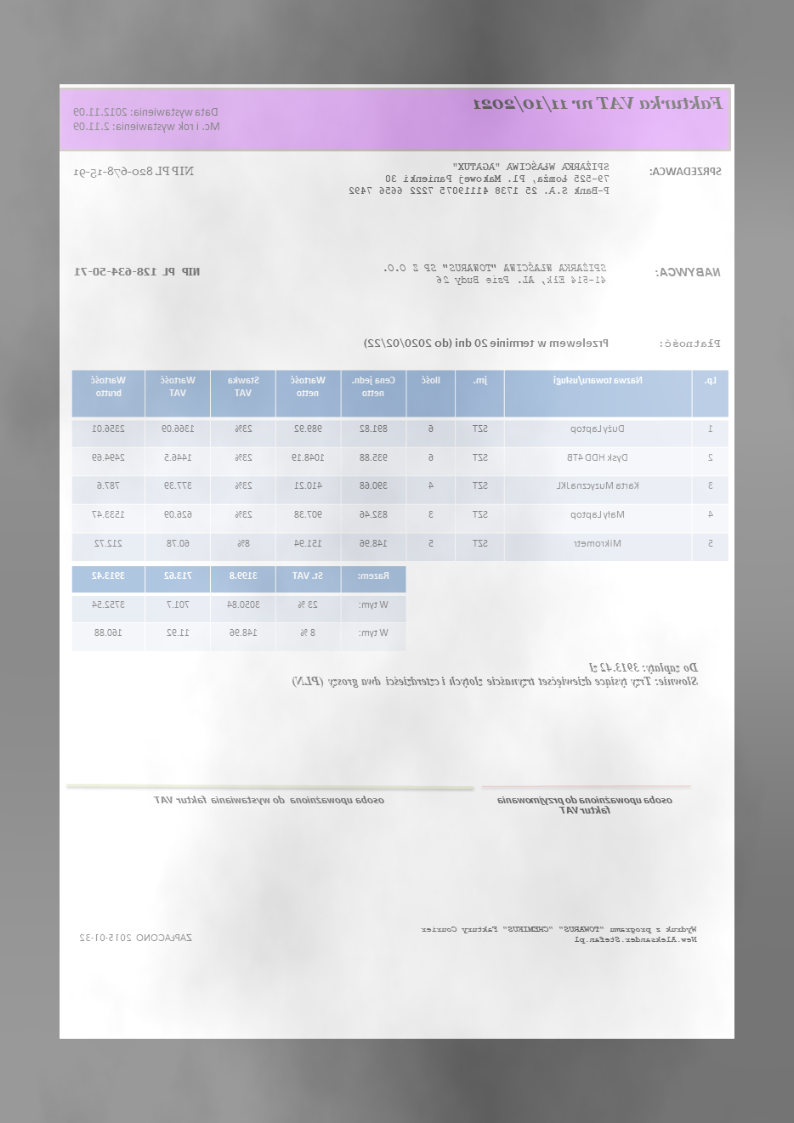 Fakturka VAT nr 11/10/2021
Data wystawienia: 2012.11.09
Mc. i rok wystawienia: 2.11.09
SPRZEDAWCA:
SPIŻARKA WŁAŚCIWA "AGATUX"
79-525 Łomża, Pl. Makowej Panienki 30
P-Bank S.A. 25 1738 41119075 7222 6656 7492
NIP PL 820-678-15-91
NABYWCA:
SPIŻARKA WŁAŚCIWA "TOWARUS" SP Z O.O.
41-514 Ełk, AL. Psie Budy 26
NIP PL 128-634-50-71
Płatność: Przelewem w terminie 20 dni (do 2020/02/22)
Lp. Nazwa towaru/usługi jm. Ilość Cena jedn. netto Wartość netto Stawka VAT Wartość VAT Wartość brutto
1 Duży Laptop SZT 6 891.82 989.92 23% 1366.09 2356.01
2 Dysk HDD 4TB SZT 6 935.88 1048.19 23% 1446.5 2494.69
3 Karta Muzyczna JKL SZT 4 390.68 410.21 23% 377.39 787.6
4 Mały Laptop SZT 3 832.46 907.38 23% 626.09 1533.47
5 Mikrometr SZT 5 148.96 151.94 8% 60.78 212.72
Razem: St. VAT 3199.8 713.62 3913.42
W tym: 23 % 3050.84 701.7 3752.54
W tym: 8 % 148.96 11.92 160.88
Do zapłaty: 3913.42 zł
Słownie: Trzy tysiące dziewięćset trzynaście złotych i czterdzieści dwa groszy (PLN)
osoba upoważniona do przyjmowania
faktur VAT
osoba upoważniona do wystawiania faktur VAT
Wydruk z programu "TOWARUS" "CHEMIKUS" Faktury Courier
New.Aleksander.Stefan.pl
ZAPŁACONO 2015-01-32